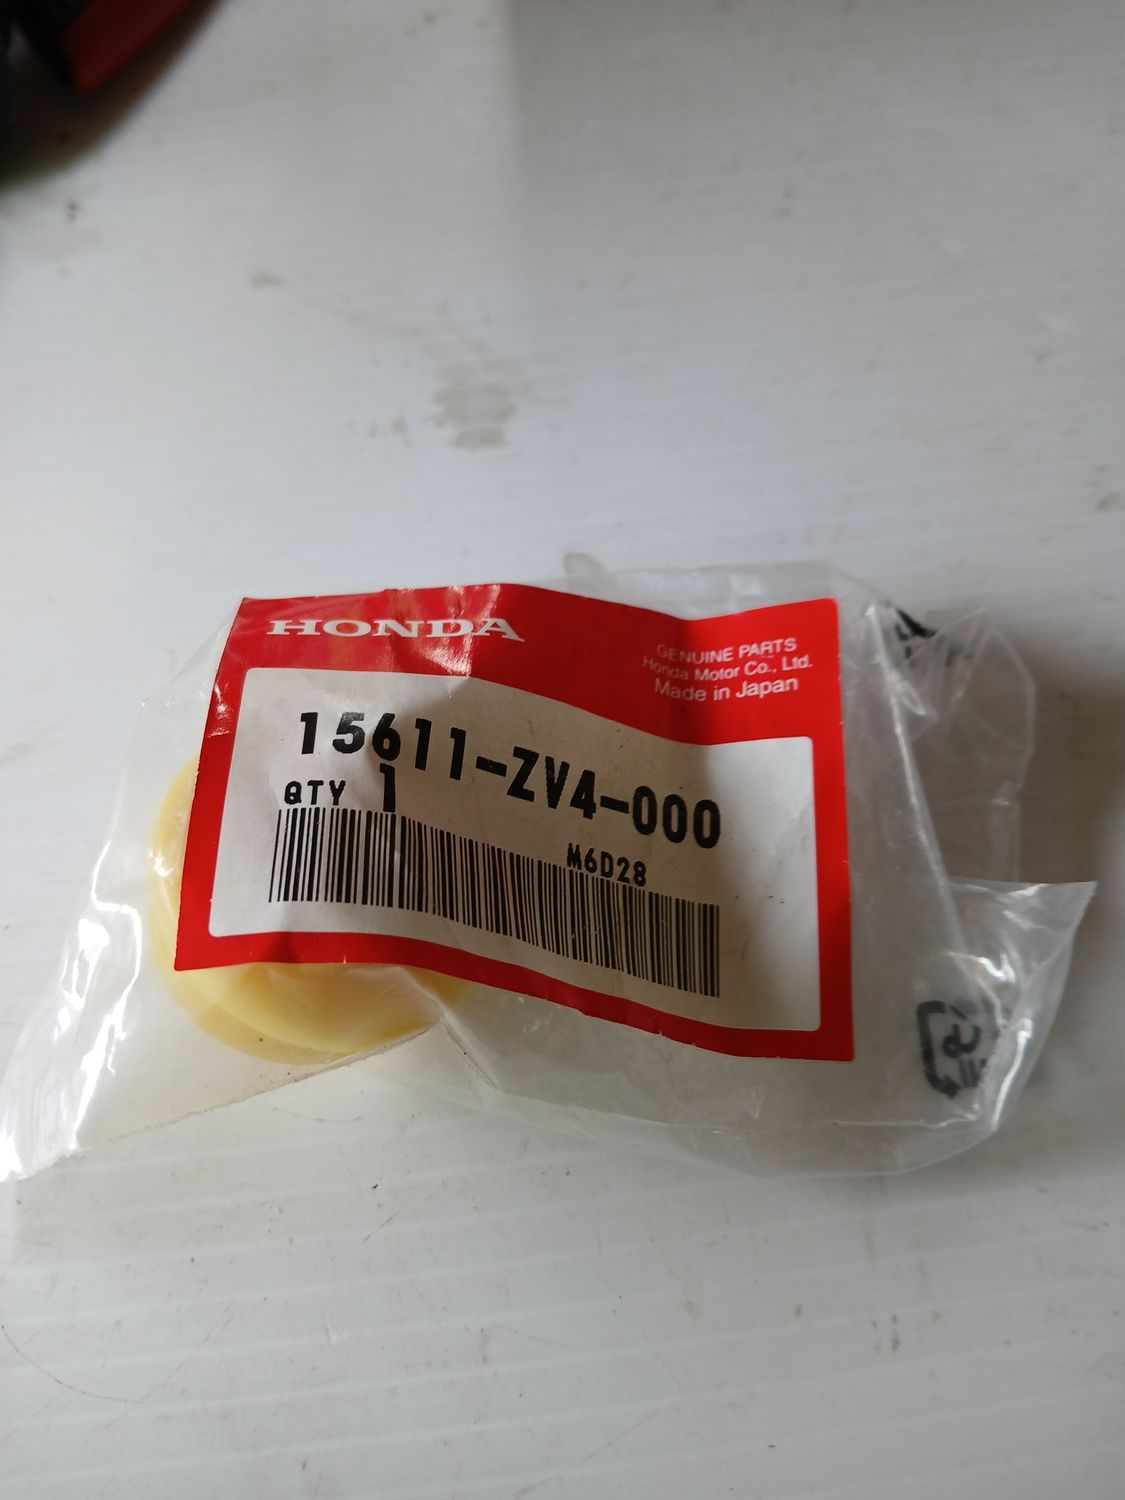 HONDA
GENUINE PARTS
Honda Motor Co., Ltd.
Made in Japan
15611-ZV4-000
QTY 1
M6D28